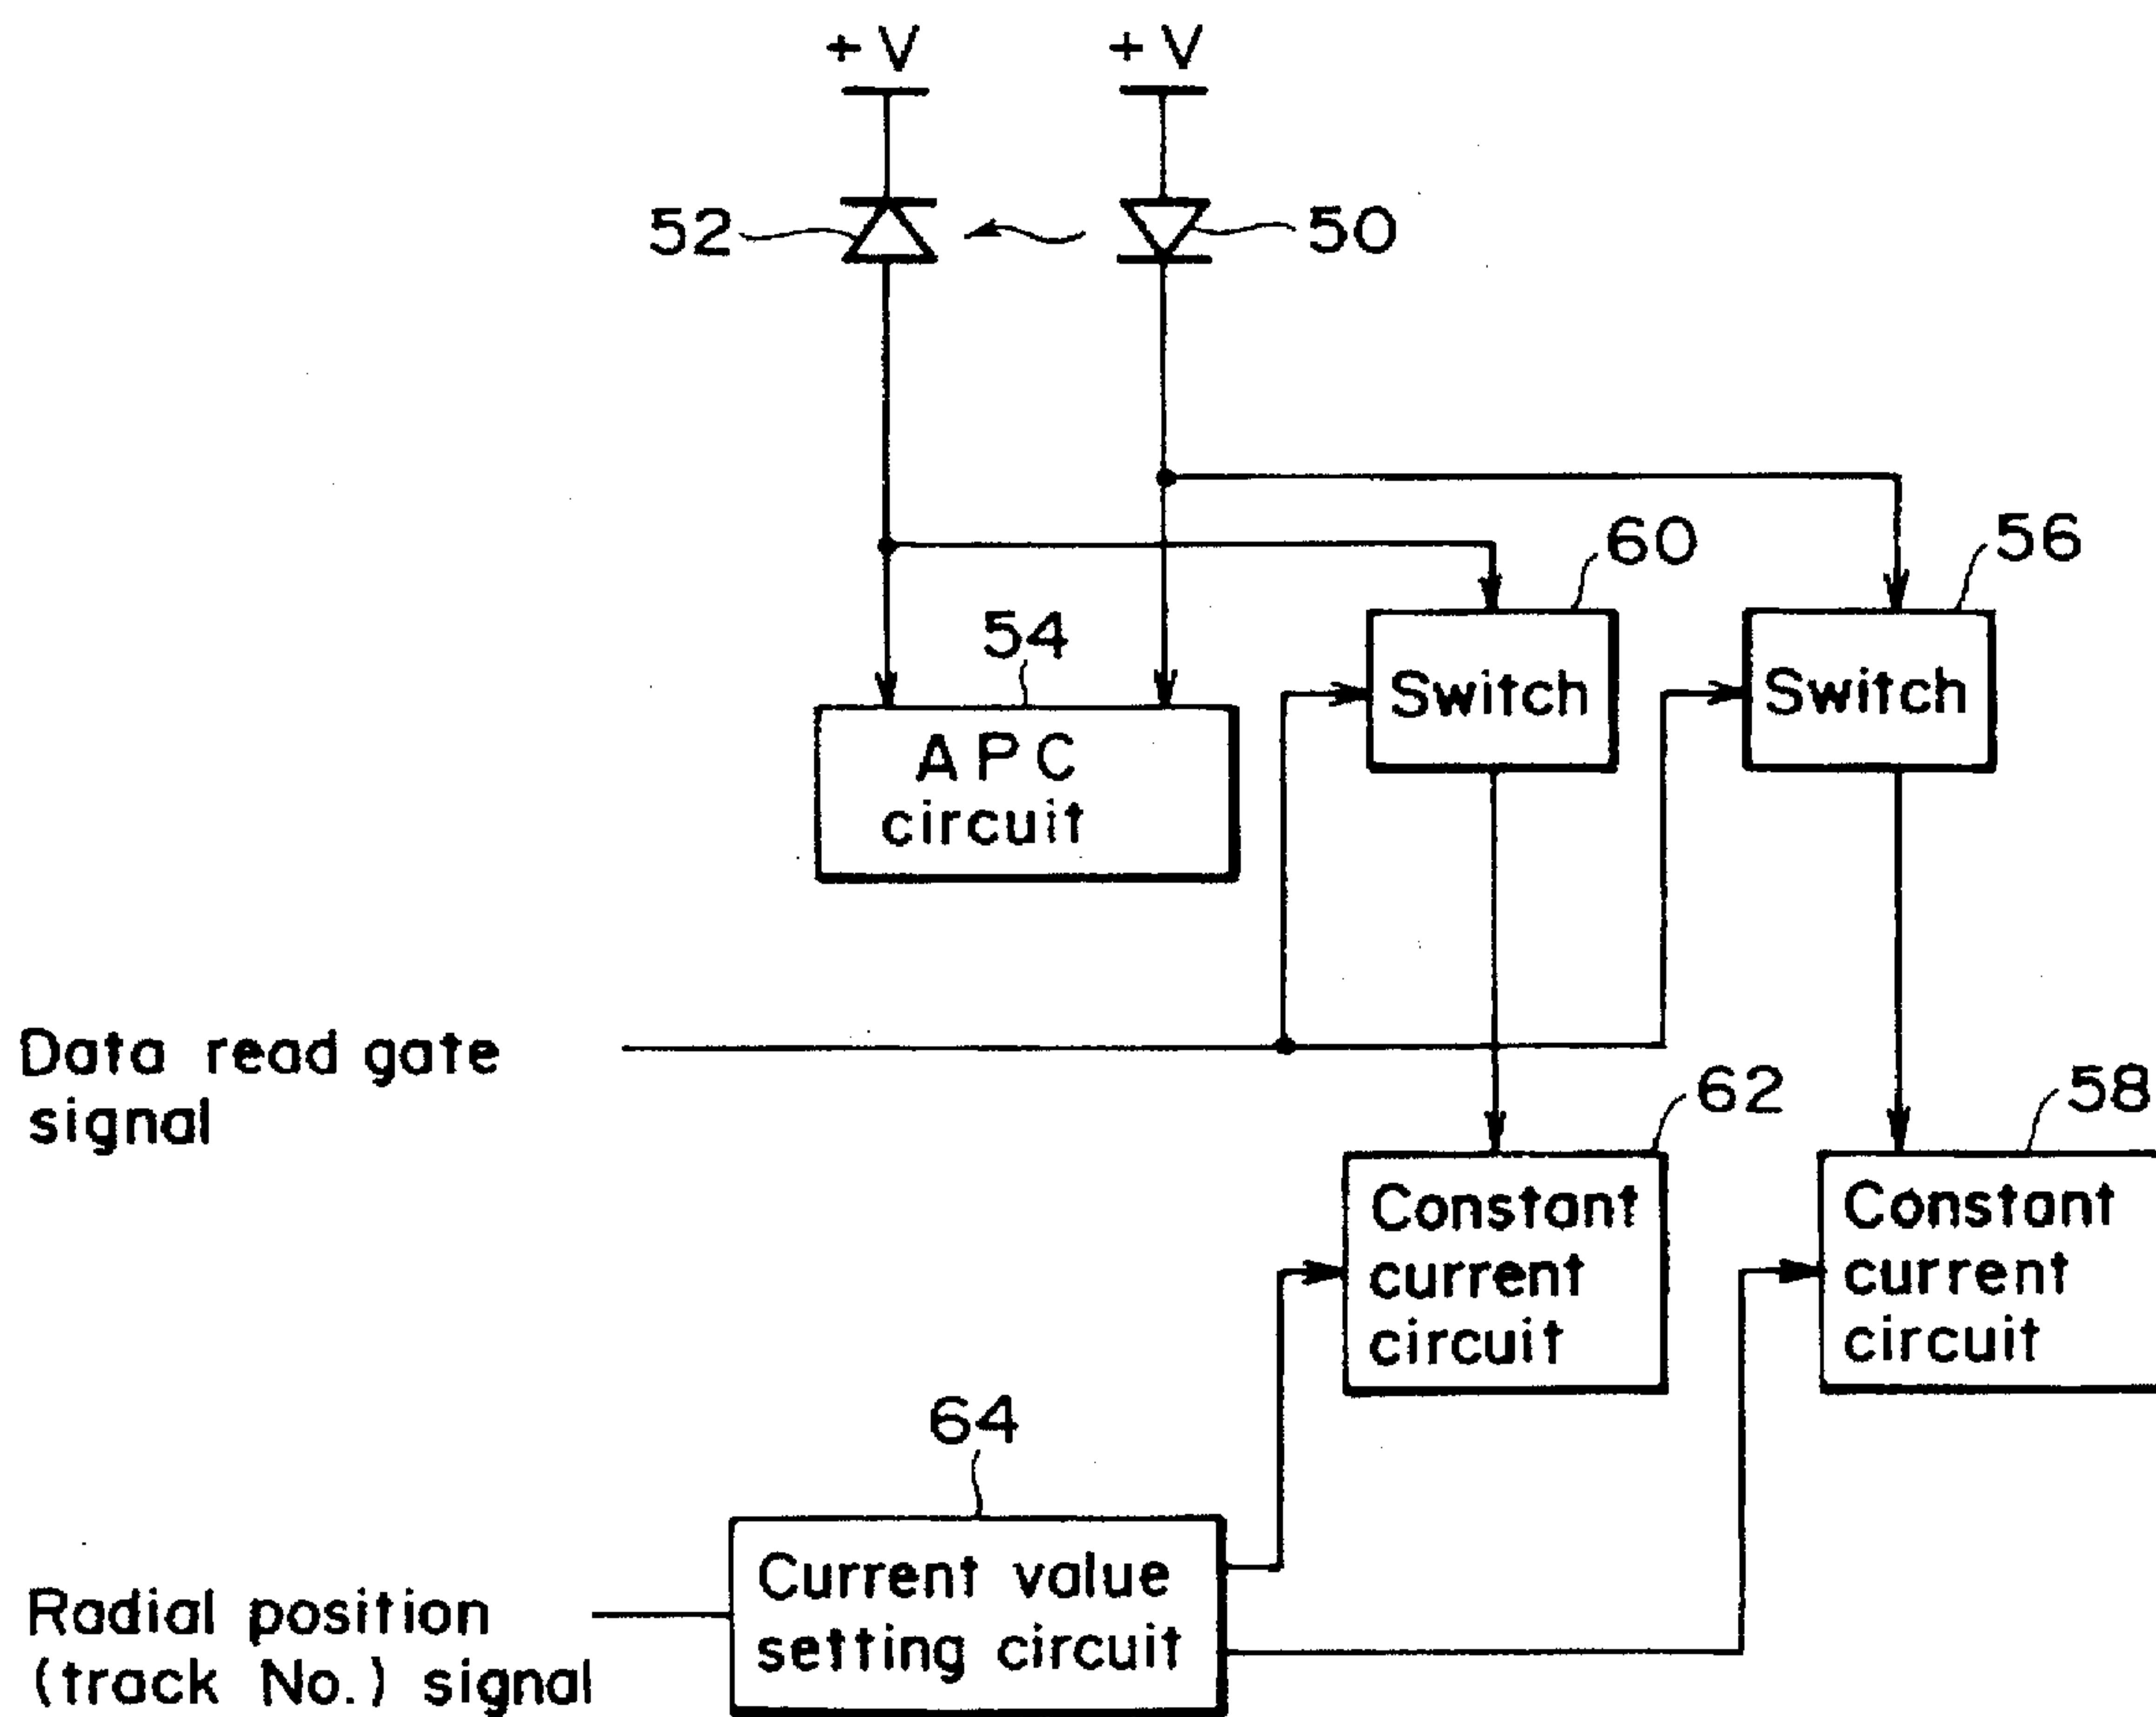 +V +V
52 50
60 56
54
Switch Switch
APC
circuit
Data read gate
signal
62 58
Constant
current
circuit
Constant
current
circuit
64
Current value
setting circuit
Radial position
(track No.) signal